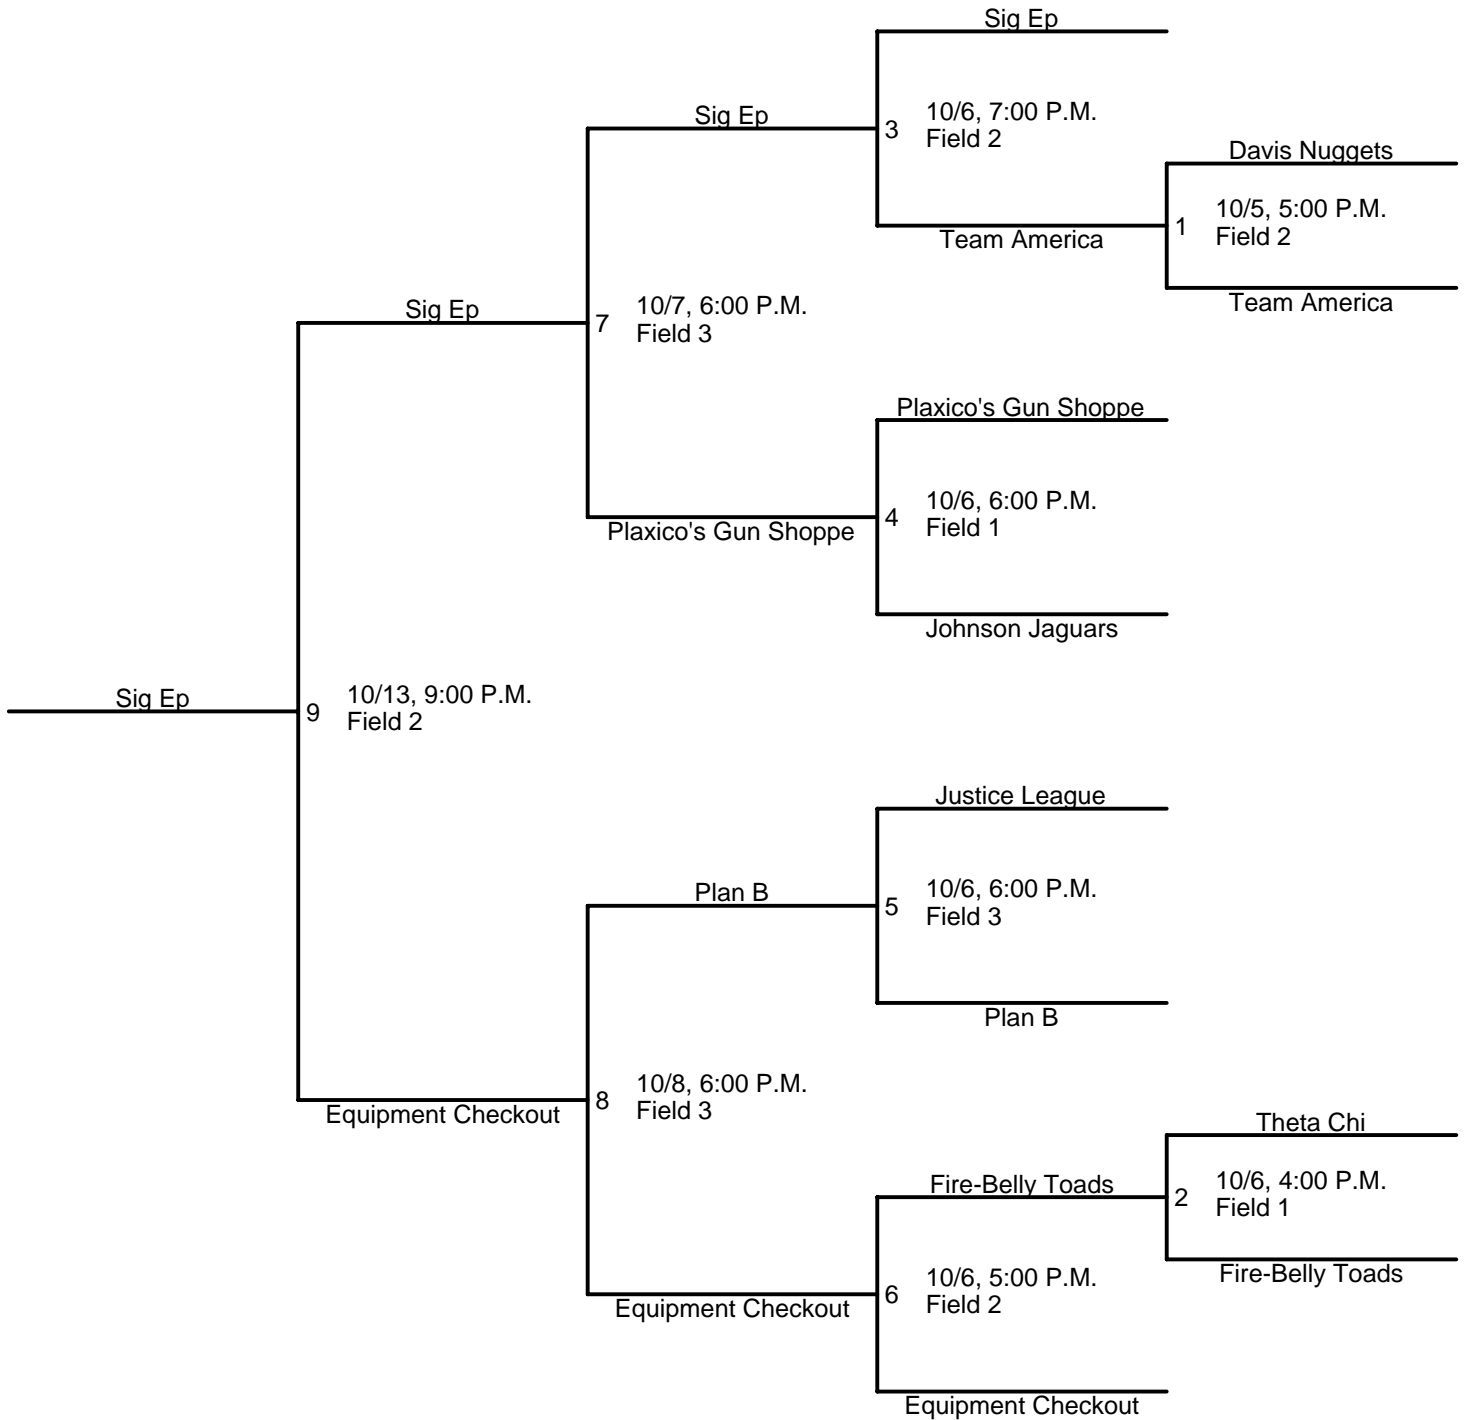 Sig Ep
Sig Ep
3
10/6, 7:00 P.M.
Field 2
Davis Nuggets
Team America
1
10/5, 5:00 P.M.
Field 2
Team America
Sig Ep
7
10/7, 6:00 P.M.
Field 3
Plaxico's Gun Shoppe
Plaxico's Gun Shoppe
4
10/6, 6:00 P.M.
Field 1
Johnson Jaguars
Sig Ep
9
10/13, 9:00 P.M.
Field 2
Justice League
Plan B
5
10/6, 6:00 P.M.
Field 3
Plan B
Equipment Checkout
8
10/8, 6:00 P.M.
Field 3
Theta Chi
Fire-Belly Toads
2
10/6, 4:00 P.M.
Field 1
Fire-Belly Toads
Equipment Checkout
6
10/6, 5:00 P.M.
Field 2
Equipment Checkout